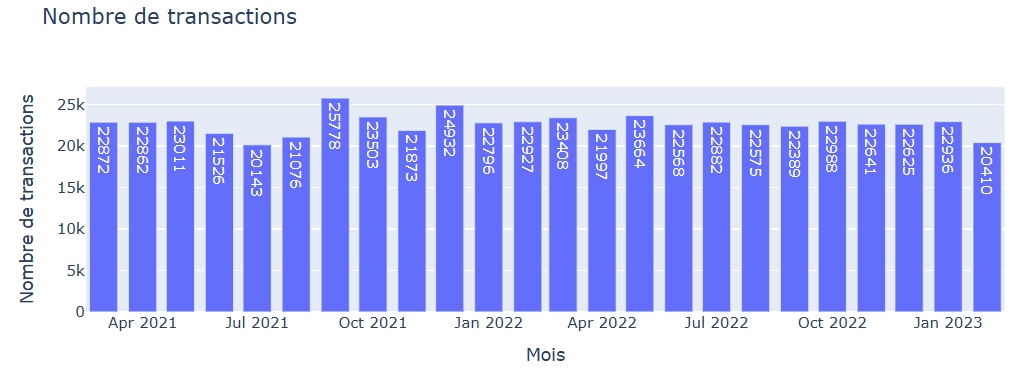 Nombre de transactions
Nombre de transactions
25k
20k
15k
10k
5k
0
22872
22862
23011
21526
20143
21076
25778
23503
21873
24932
22796
22927
23408
21997
23664
22568
22882
22575
22389
22988
22641
22625
22936
20410
Apr 2021
Jul 2021
Oct 2021
Jan 2022
Apr 2022
Jul 2022
Oct 2022
Jan 2023
Mois